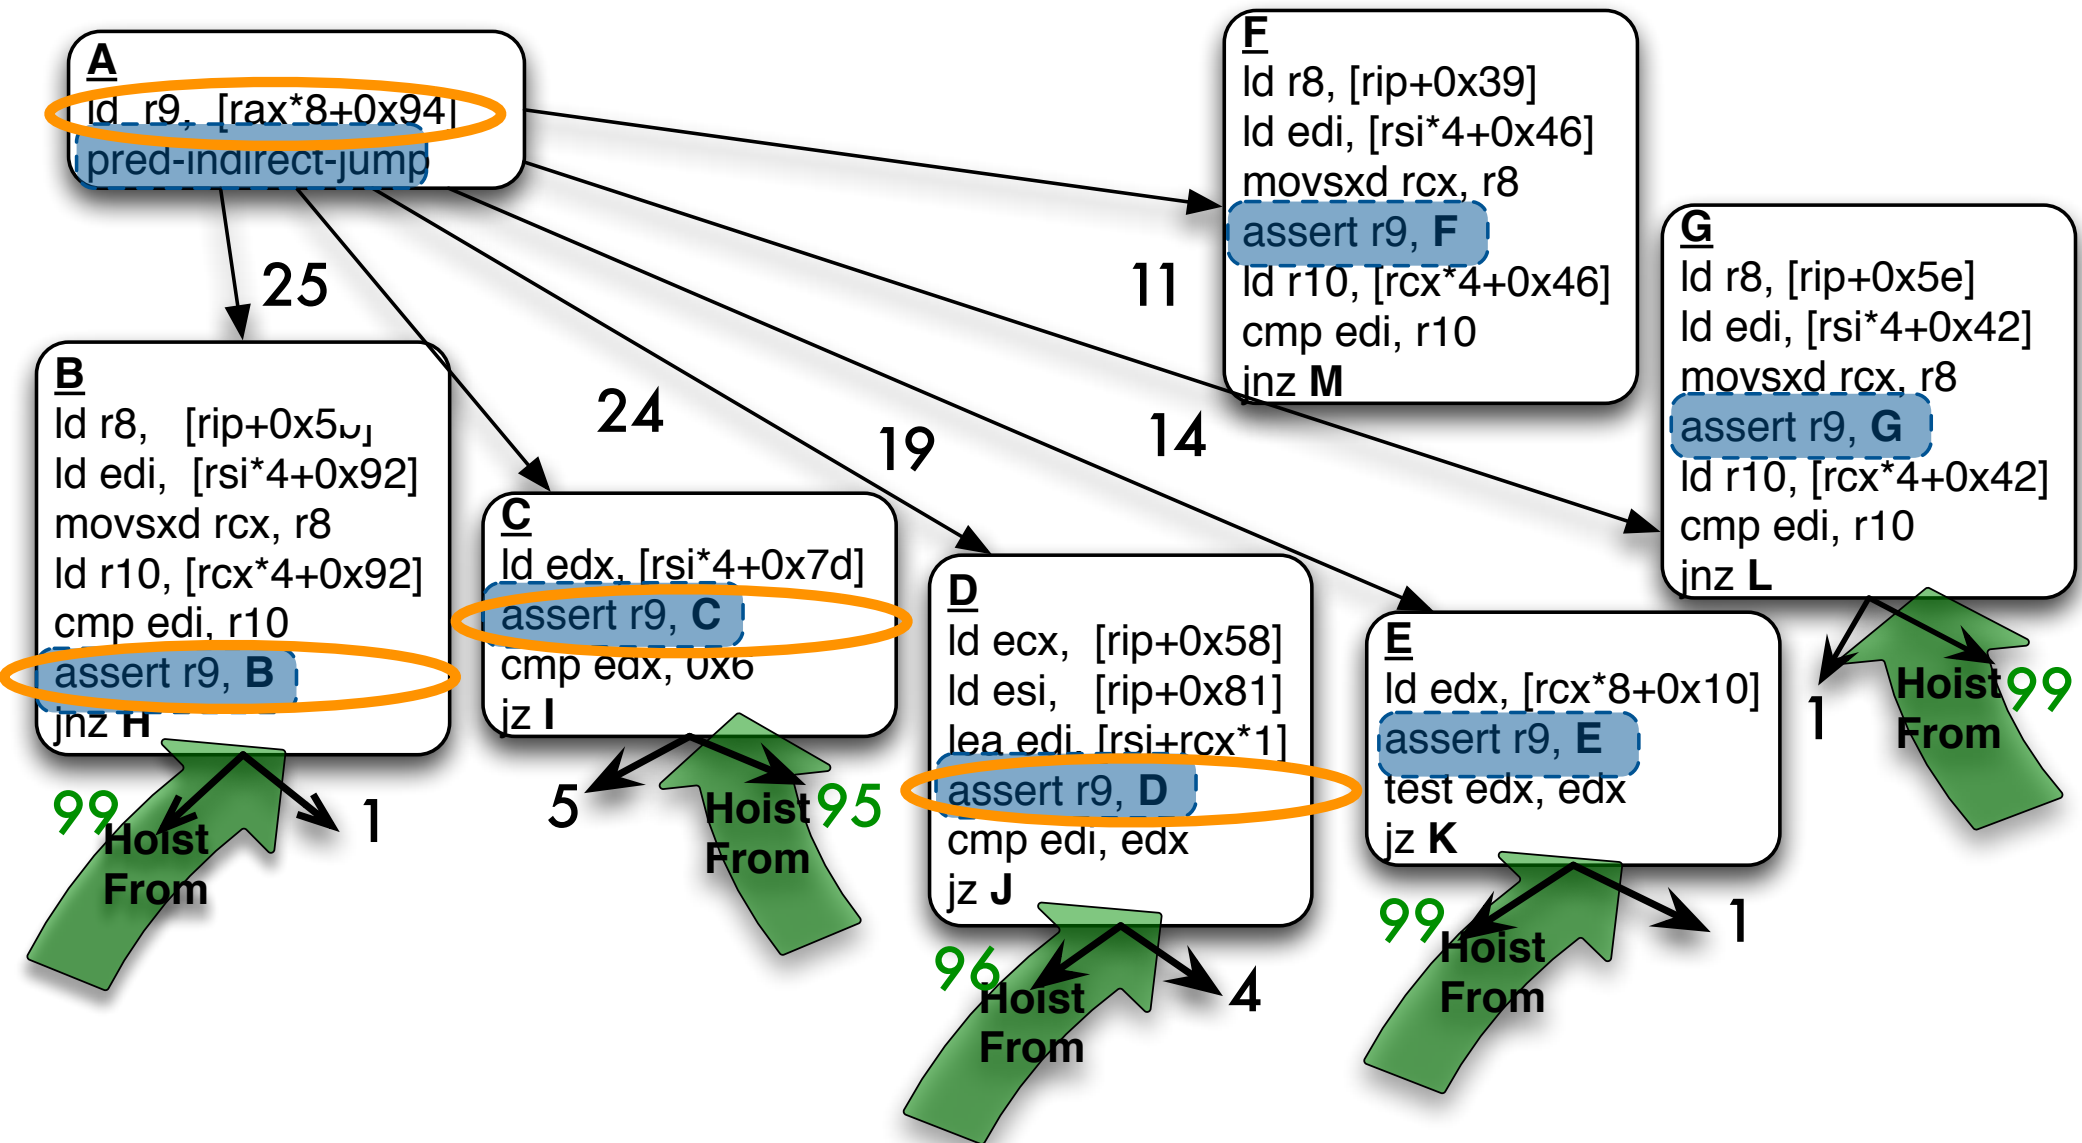 A
ld r9, [rax*8+0x94]
pred-indirect-jump
F
ld r8, [rip+0x39]
ld edi, [rsi*4+0x46]
movsxd rcx, r8
assert r9, F
ld r10, [rcx*4+0x46]
cmp edi, r10
jnz M
G
ld r8, [rip+0x5e]
ld edi, [rsi*4+0x42]
movsxd rcx, r8
assert r9, G
ld r10, [rcx*4+0x42]
cmp edi, r10
jnz L
25
24
19
14
11
B
ld r8,
ld edi, [rsi*4+0x92]
movsxd rcx, r8
ld r10, [rcx*4+0x92]
cmp edi, r10
assert r9, B
jnz H
C
ld edx, [rsi*4+0x7d]
assert r9, C
cmp edx, 0x6
jz I
D
ld ecx, [rip+0x58]
ld esi, [rip+0x81]
lea edi, [rsi+rcx*1]
assert r9, D
cmp edi, edx
jz J
E
ld edx, [rcx*8+0x10]
assert r9, E
test edx, edx
jz K
99
Hoist
From
1
5
Hoist
From
95
96
Hoist
From
4
99
Hoist
From
1
1
Hoist
From
99